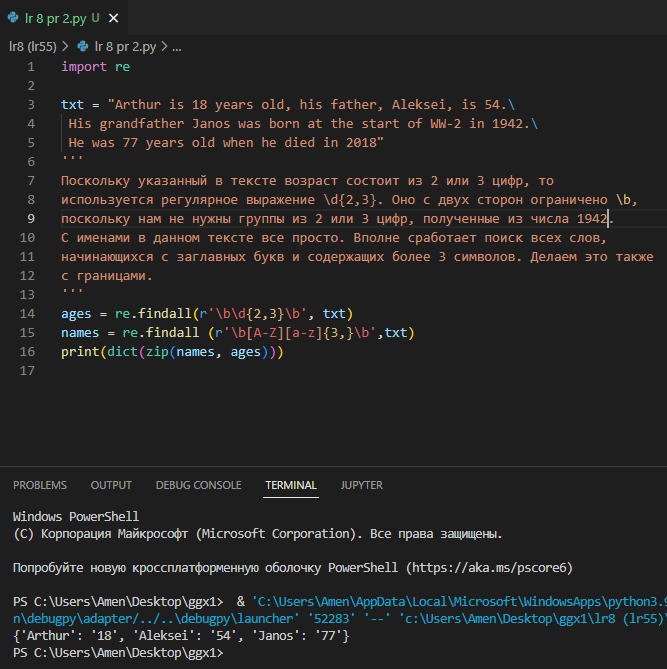 lr 8 pr 2.py U
lr8 (lr55) > lr 8 pr 2.py > ...
1 import re
2
3 txt = "Arthur is 18 years old, his father, Aleksei, is 54.\
4 His grandfather Janos was born at the start of WW-2 in 1942.\
5 He was 77 years old when he died in 2018"
6 '''
7 Поскольку указанный в тексте возраст состоит из 2 или 3 цифр, то
8 используется регулярное выражение \d{2,3}. Оно с двух сторон ограничено \b,
9 поскольку нам не нужны группы из 2 или 3 цифр, полученные из числа 1942.
10 С именами в данном тексте все просто. Вполне сработает поиск всех слов,
11 начинающихся с заглавных букв и содержащих более 3 символов. Делаем это также
12 с границами.
13 '''
14 ages = re.findall(r'\b\d{2,3}\b', txt)
15 names = re.findall (r'\b[A-Z][a-z]{3,}\b',txt)
16 print(dict(zip(names, ages)))
17
PROBLEMS OUTPUT DEBUG CONSOLE TERMINAL JUPYTER
Windows PowerShell
(C) Корпорация Майкрософт (Microsoft Corporation). Все права защищены.
Попробуйте новую кроссплатформенную оболочку PowerShell (https://aka.ms/pscore6)
PS C:\Users\Amen\Desktop\ggx1> & 'C:\Users\Amen\AppData\Local\Microsoft\WindowsApps\python3.9
n\debugpy\adapter/../..\debugpy\launcher' '52283' '--' 'c:\Users\Amen\Desktop\ggx1\lr8 (lr55)\
{'Arthur': '18', 'Aleksei': '54', 'Janos': '77'}
PS C:\Users\Amen\Desktop\ggx1>